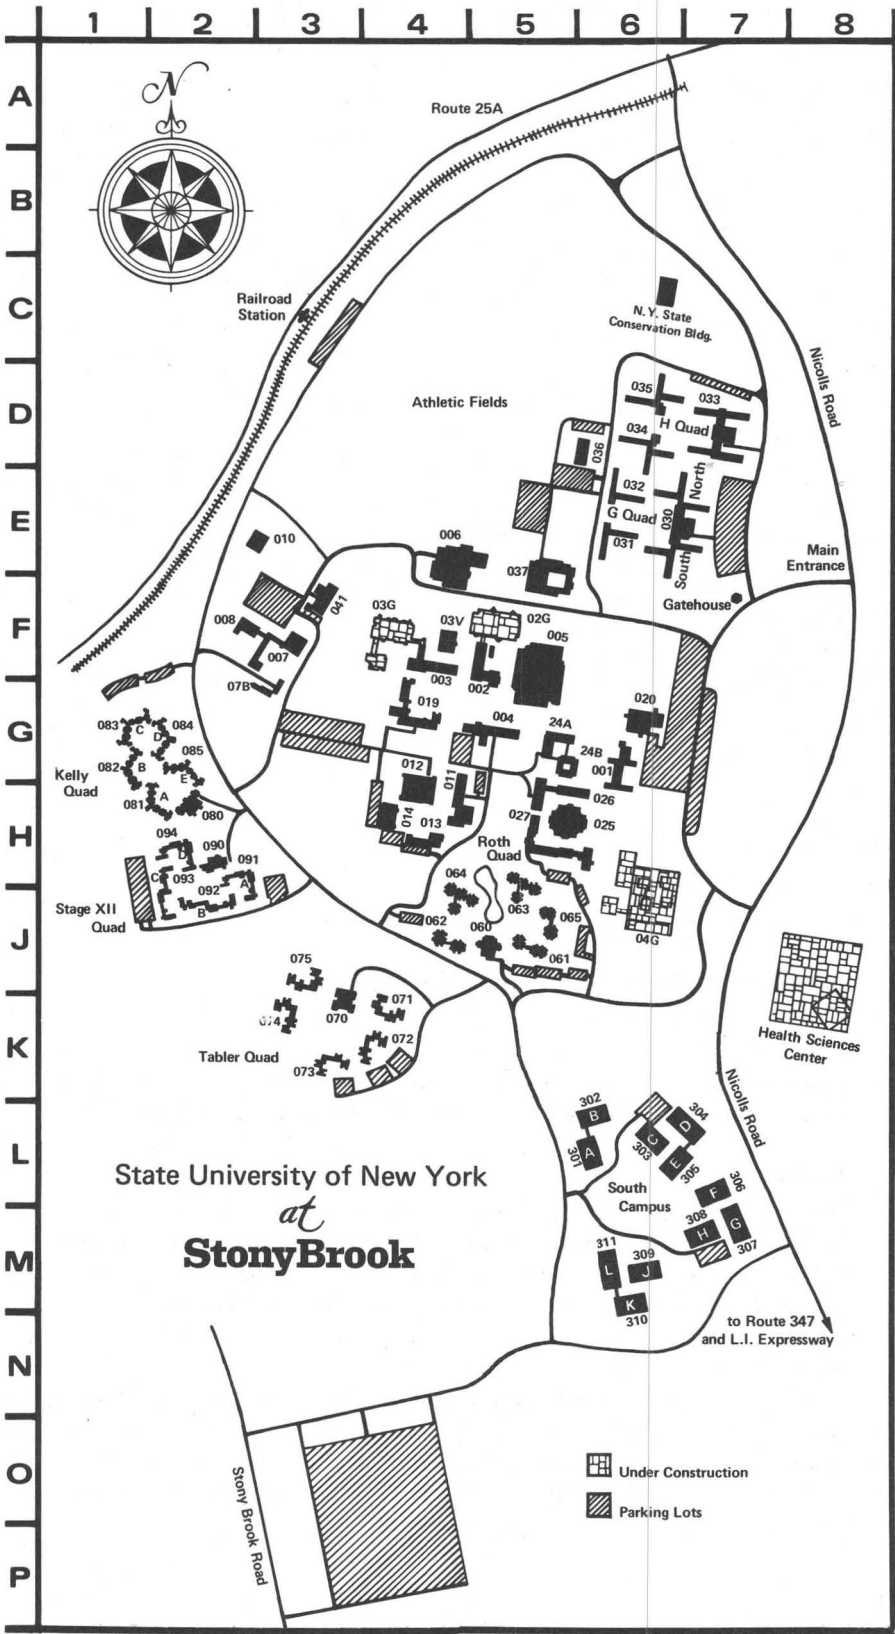 1 2 3 4 5 6 7 8
A
N
Route 25A
B
C
Railroad
Station
N.Y. State
Conservation Bldg.
Nicolls Road
D
Athletic Fields
035
033
H Quad
034
036
North
E
032
G Quad
030
031
South
010
006
037
Main
Entrance
Gatehouse
F
041
03G
03V
02G
008
005
007
003
002
07B
G
019
004
020
24A
24B
001
083
C
D
084
082
B
085
E
Kelly
Quad
081
A
080
012
011
026
H
014
013
027
025
Roth
Quad
094
D
090
091
C
093
092
A
B
Stage XII
Quad
J
064
063
062
060
065
061
04G
075
071
070
074
K
072
Tabler Quad
073
Health Sciences
Center
Nicolls Road
302
B
304
D
L
301
A
C
303
E
305
South
Campus
F
306
State University of New York
at
StonyBrook
M
308
H
G
307
311
L
309
J
K
310
to Route 347
and L.I. Expressway
N
O
Stony Brook Road
Under Construction
Parking Lots
P